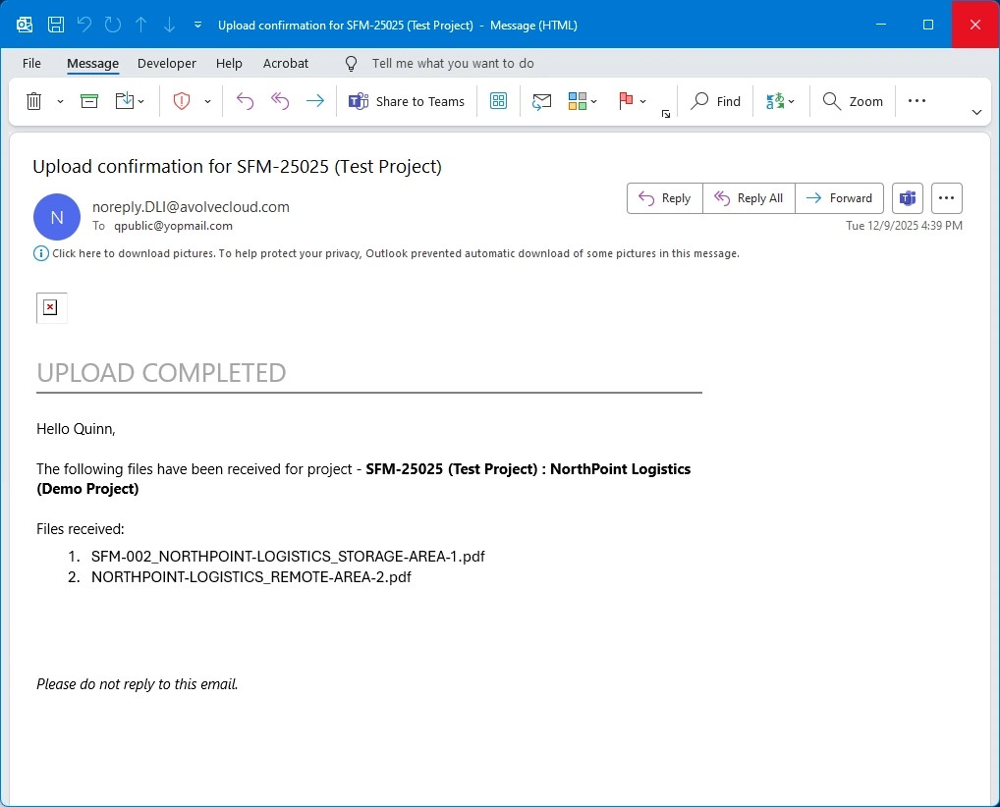 Upload confirmation for SFM-25025 (Test Project) - Message (HTML)
File Message Developer Help Acrobat Tell me what you want to do
Share to Teams Find Zoom
Upload confirmation for SFM-25025 (Test Project)
N
noreply.DLI@avolvecloud.com
To qpublic@yopmail.com
Reply Reply All Forward
Tue 12/9/2025 4:39 PM
Click here to download pictures. To help protect your privacy, Outlook prevented automatic download of some pictures in this message.
UPLOAD COMPLETED
Hello Quinn,
The following files have been received for project - SFM-25025 (Test Project) : NorthPoint Logistics
(Demo Project)
Files received:
1. SFM-002_NORTHPOINT-LOGISTICS_STORAGE-AREA-1.pdf
2. NORTHPOINT-LOGISTICS_REMOTE-AREA-2.pdf
Please do not reply to this email.